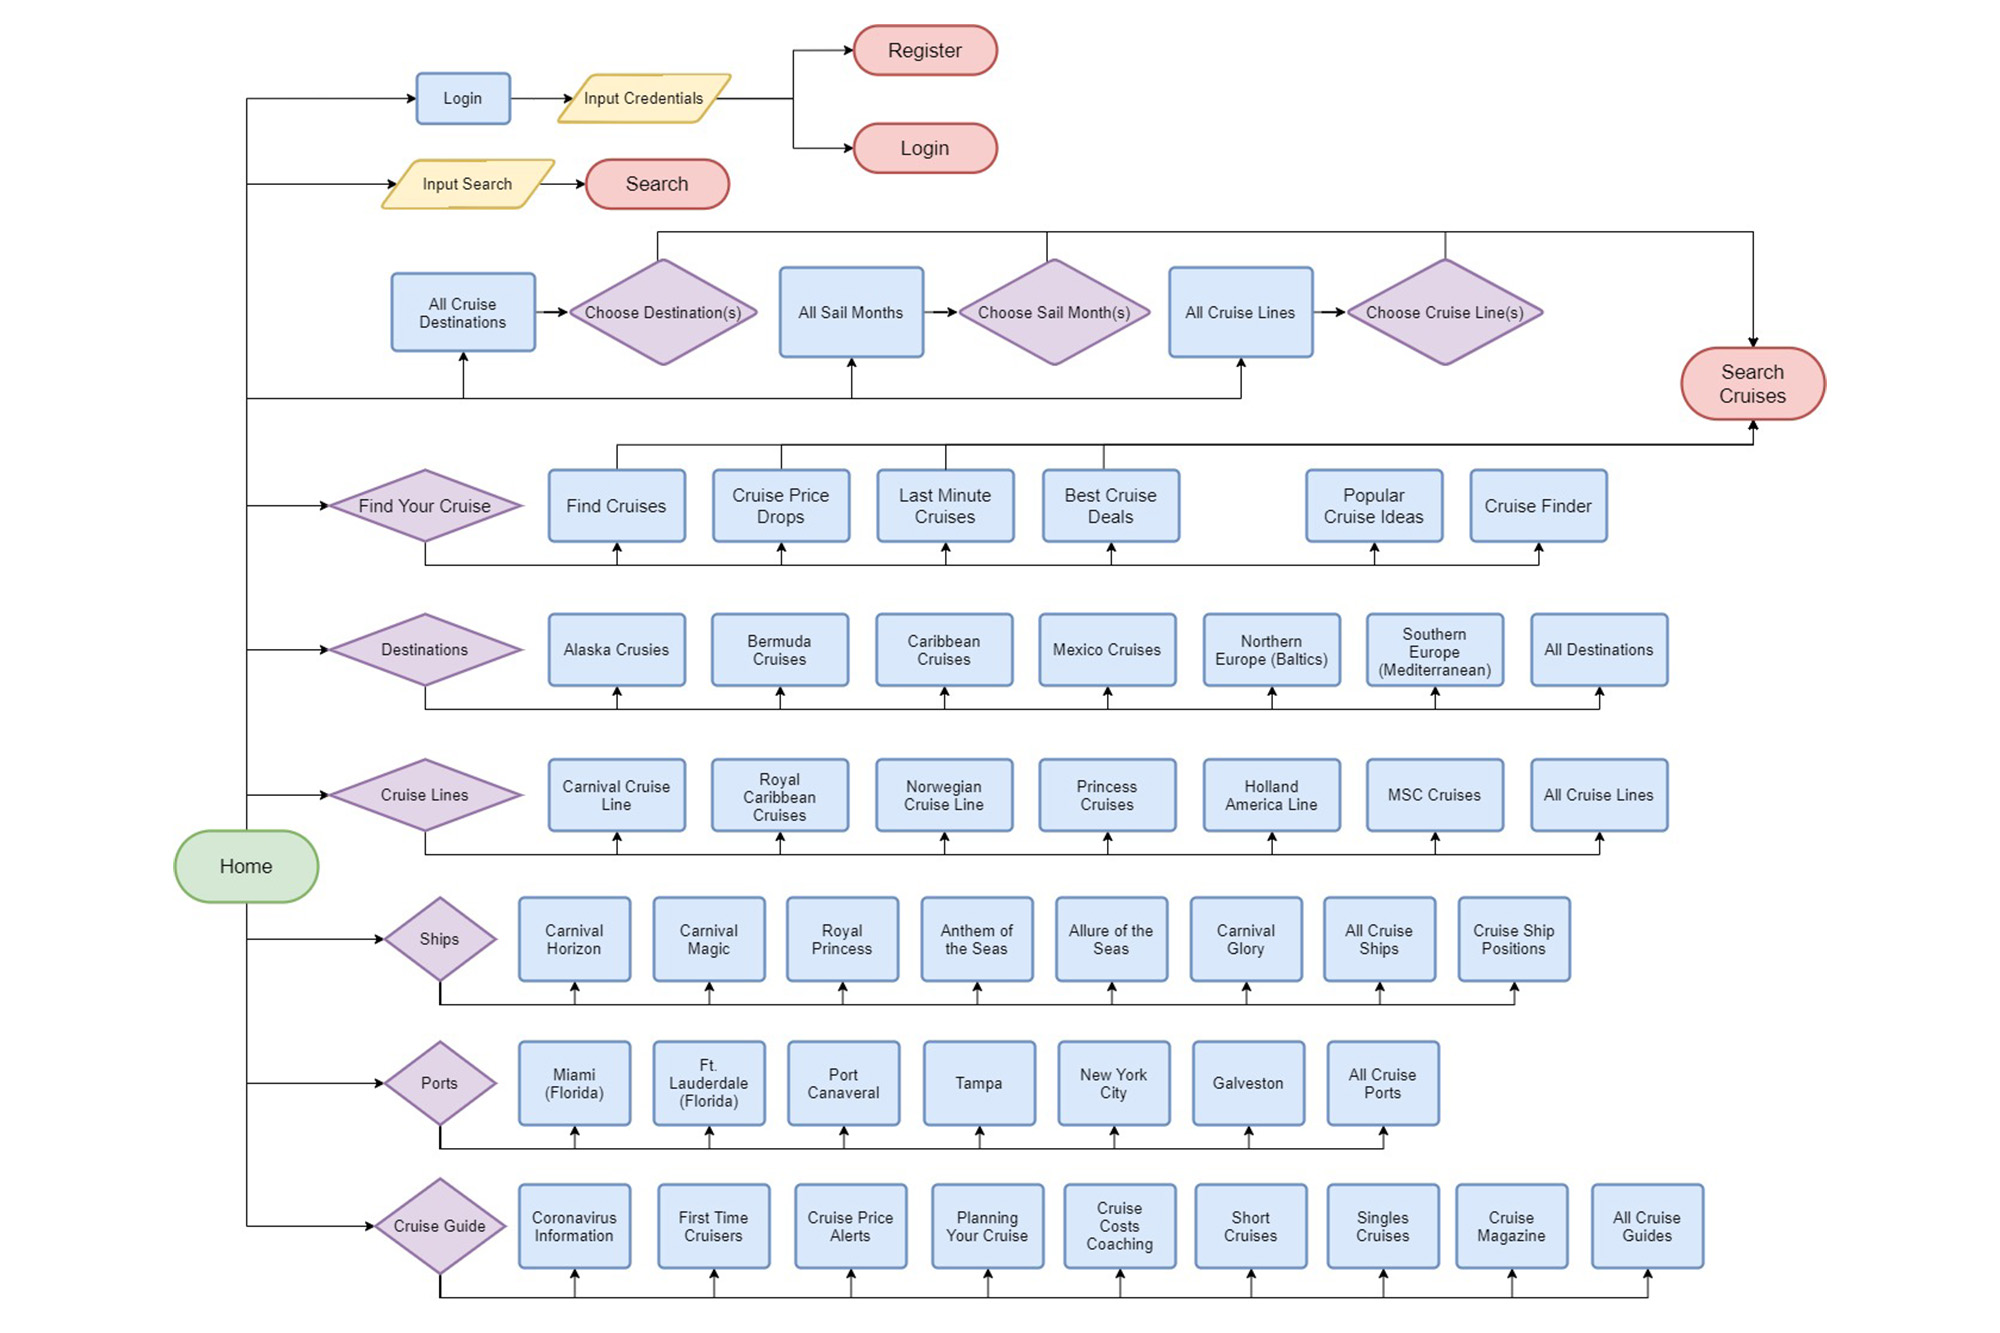 Register
Login
Input Credentials
Login
Input Search
Search
All Cruise
Destinations
Choose Destination(s)
All Sail Months
Choose Sail Month(s)
All Cruise Lines
Choose Cruise Line(s)
Search
Cruises
Find Your Cruise
Find Cruises
Cruise Price
Drops
Last Minute
Cruises
Best Cruise
Deals
Popular
Cruise Ideas
Cruise Finder
Destinations
Alaska Crusies
Bermuda
Cruises
Caribbean
Cruises
Mexico Cruises
Northern
Europe (Baltics)
Southern
Europe
(Mediterranean)
All Destinations
Cruise Lines
Carnival Cruise
Line
Royal
Caribbean
Cruises
Norwegian
Cruise Line
Princess
Cruises
Holland
America Line
MSC Cruises
All Cruise Lines
Home
Ships
Carnival
Horizon
Carnival
Magic
Royal
Princess
Anthem of
the Seas
Allure of the
Seas
Carnival
Glory
All Cruise
Ships
Cruise Ship
Positions
Ports
Miami
(Florida)
Ft.
Lauderdale
(Florida)
Port
Canaveral
Tampa
New York
City
Galveston
All Cruise
Ports
Cruise Guide
Coronavirus
Information
First Time
Cruisers
Cruise Price
Alerts
Planning
Your Cruise
Cruise
Costs
Coaching
Short
Cruises
Singles
Cruises
Cruise
Magazine
All Cruise
Guides